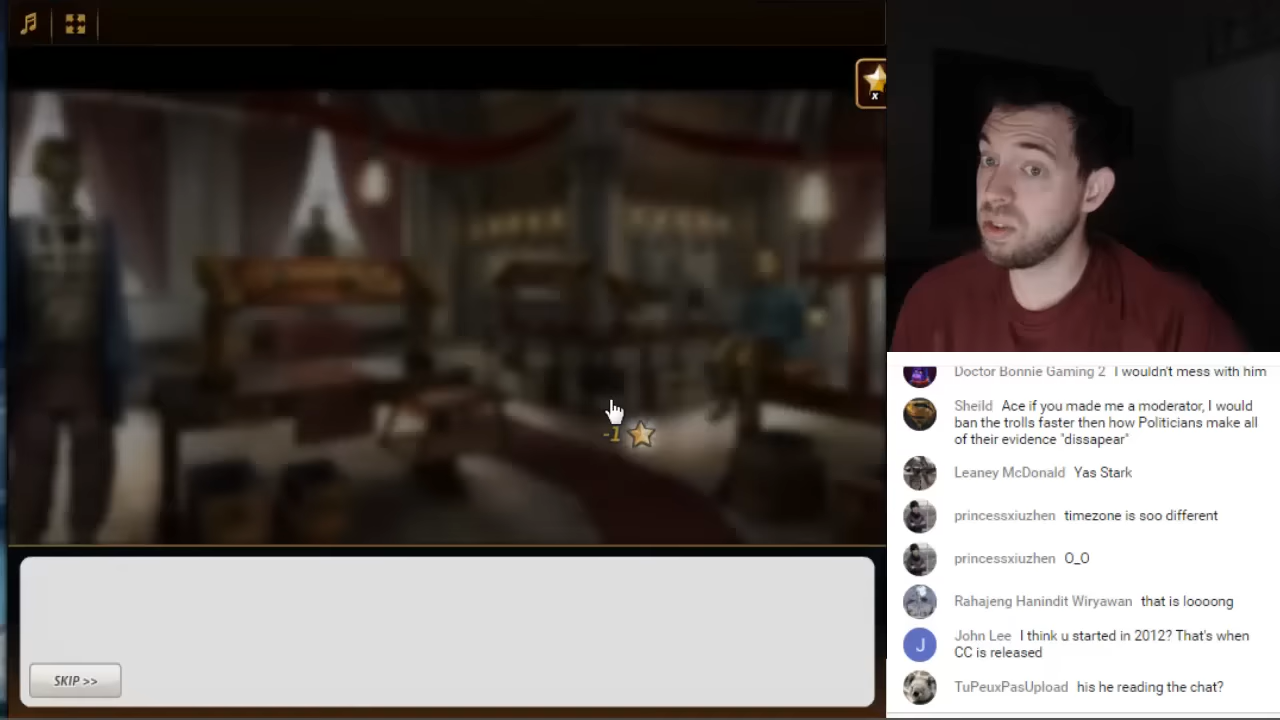 x
-1
SKIP >>
Doctor Bonnie Gaming 2 I wouldn't mess with him
Sheild Ace if you made me a moderator, I would
ban the trolls faster then how Politicians make all
of their evidence "dissapear"
Leaney McDonald Yas Stark
princessxiuzhen timezone is soo different
princessxiuzhen O_O
Rahajeng Hanindit Wiryawan that is loooong
J
John Lee I think u started in 2012? That's when
CC is released
TuPeuxPasUpload his he reading the chat?